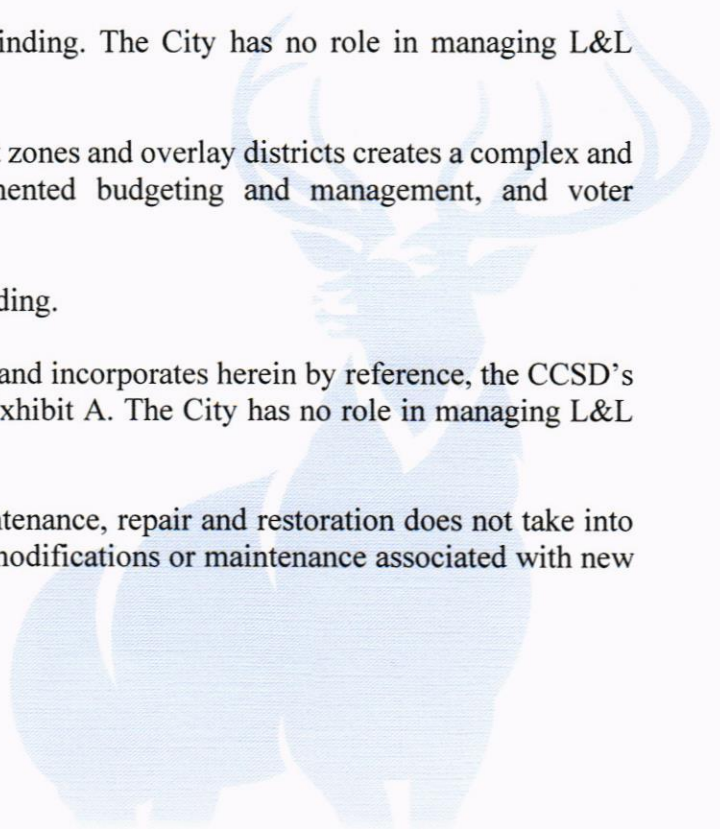 inding. The City has no role in managing L&L
zones and overlay districts creates a complex and
nented budgeting and management, and voter
ding.
and incorporates herein by reference, the CCSD's
xhibit A. The City has no role in managing L&L
tenance, repair and restoration does not take into
nodifications or maintenance associated with new